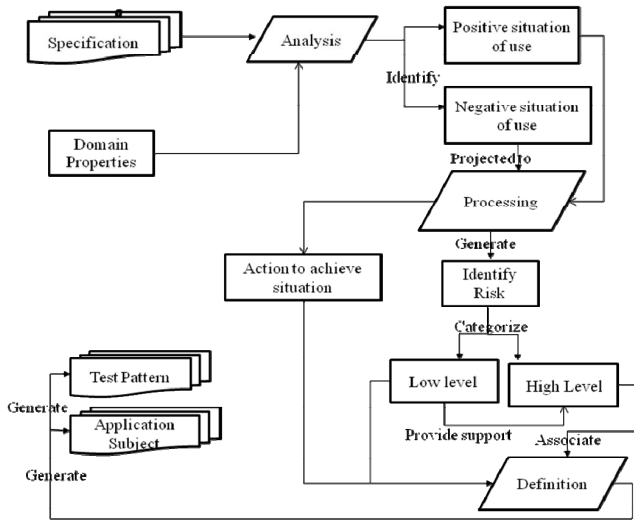 Specification
Analysis
Positive situation
of use
Identify
Negative situation
of use
Domain
Properties
Projected to
Processing
Generate
Action to achieve
situation
Identify
Risk
Categorize
Test Pattern
Low level
High Level
Generate
Application
Subject
Provide support
Associate
Generate
Definition